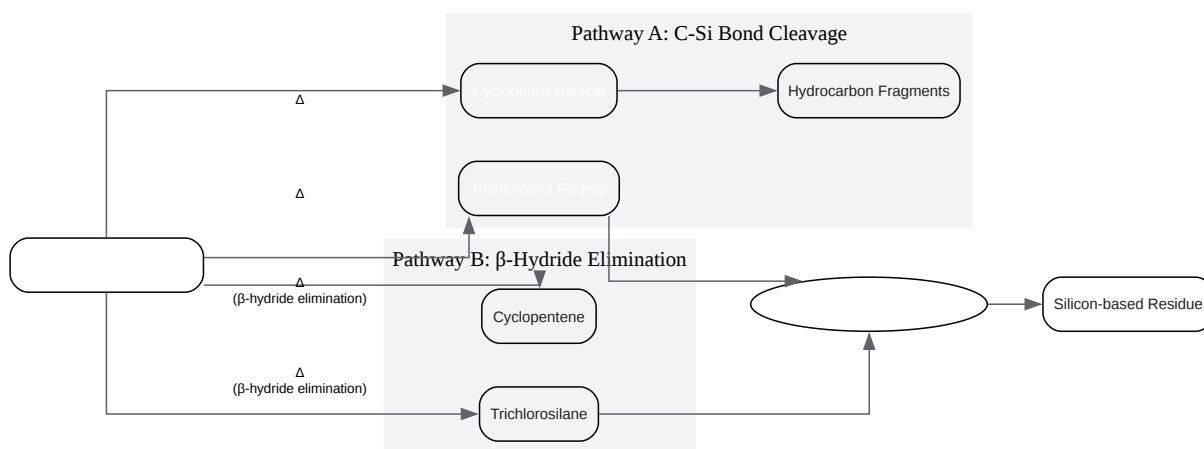 Pathway A: C-Si Bond Cleavage
Cyclopentyl Radical
Hydrocarbon Fragments
Δ
Trichlorosilyl Radical
Δ
Pathway B: β-Hydride Elimination
Δ
(β-hydride elimination)
Cyclopentene
Silicon-based Residue
Δ
(β-hydride elimination)
Trichlorosilane